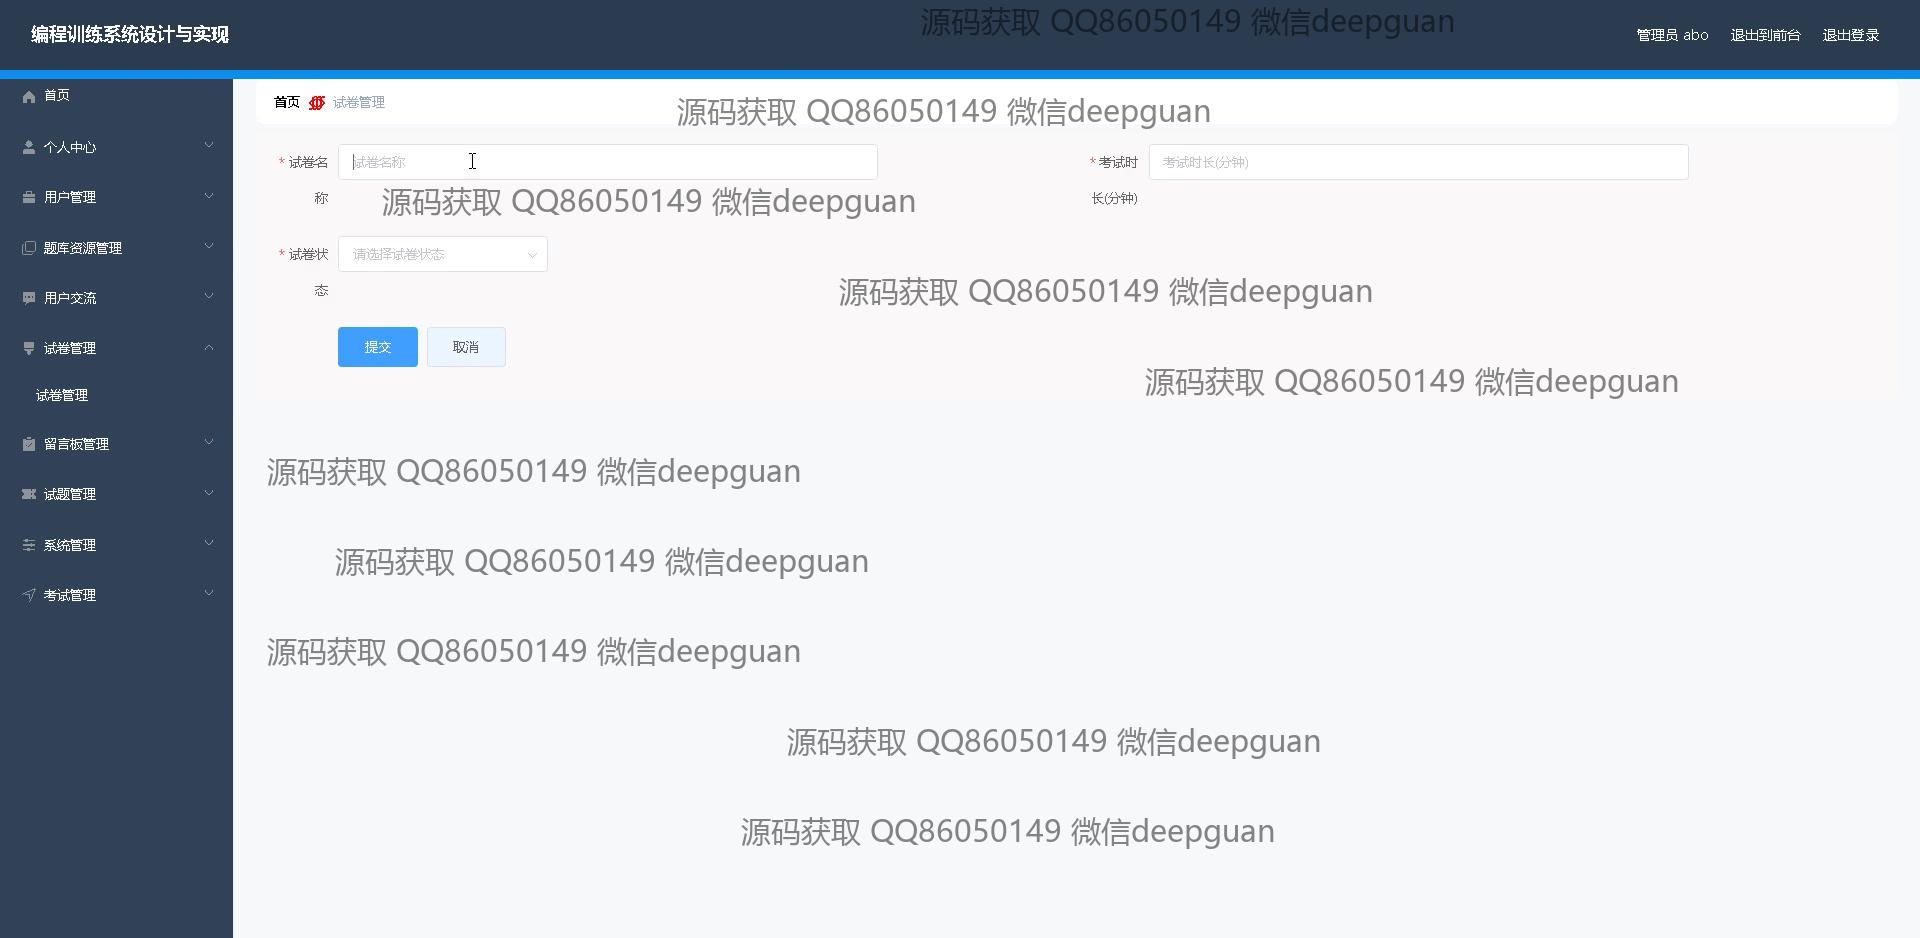 编程训练系统设计与实现
源码获取 QQ86050149 微信deepguan
管理员 abo
退出到前台
退出登录
首页
个人中心
用户管理
题库资源管理
用户交流
试卷管理
试卷管理
留言板管理
试题管理
系统管理
考试管理
首页 试卷管理
源码获取 QQ86050149 微信deepguan
* 试卷名
称
试卷名称
* 考试时
长(分钟)
考试时长(分钟)
源码获取 QQ86050149 微信deepguan
* 试卷状
态
请选择试卷状态
源码获取 QQ86050149 微信deepguan
提交
取消
源码获取 QQ86050149 微信deepguan
源码获取 QQ86050149 微信deepguan
源码获取 QQ86050149 微信deepguan
源码获取 QQ86050149 微信deepguan
源码获取 QQ86050149 微信deepguan
源码获取 QQ86050149 微信deepguan